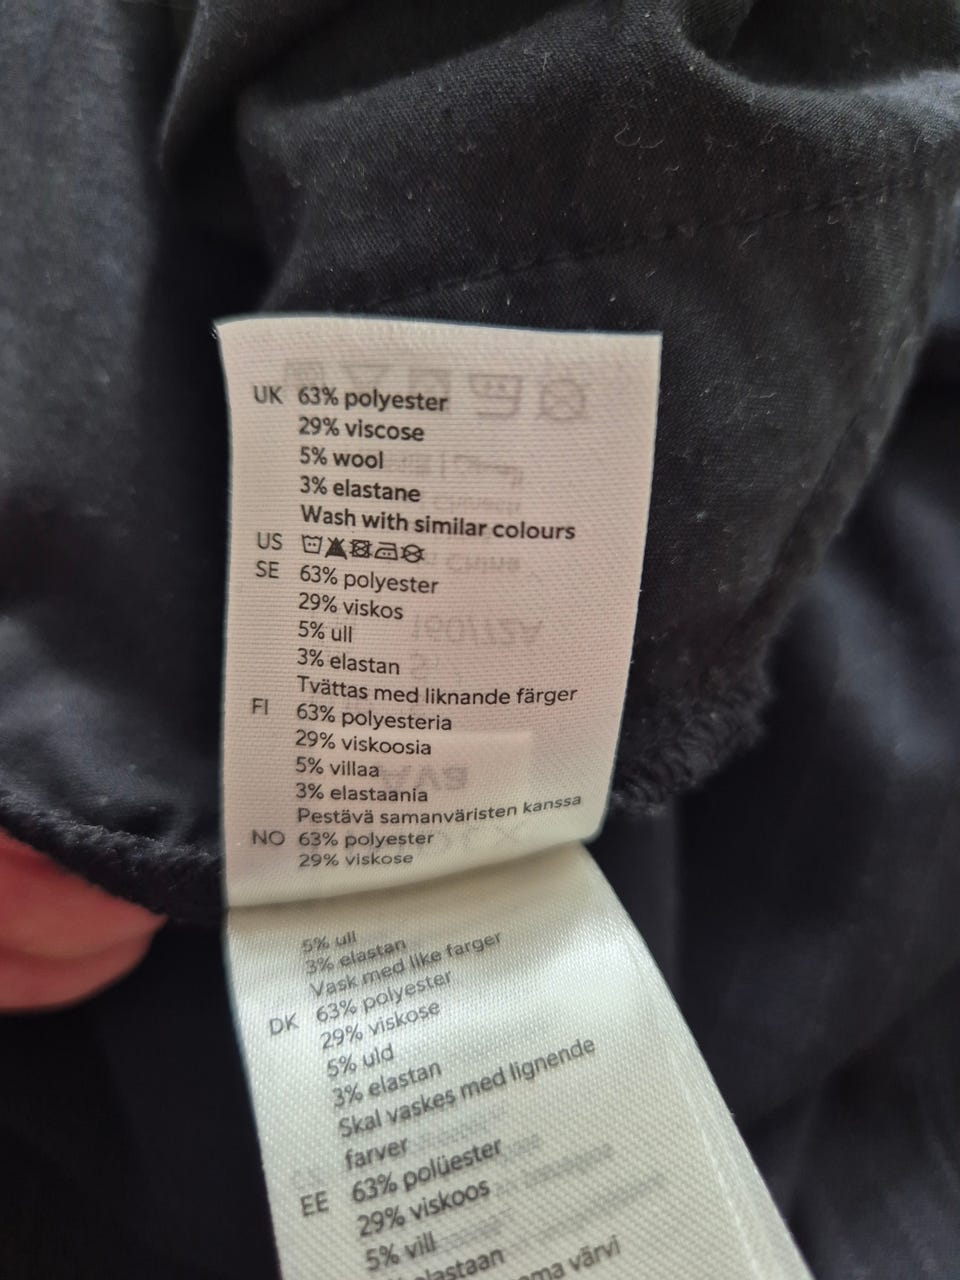 UK 63% polyester
29% viscose
5% wool
3% elastane
Wash with similar colours
US
SE 63% polyester
29% viskos
5% ull
3% elastan
Tvättas med liknande färger
FI 63% polyesteria
29% viskoosia
5% villaa
3% elastaania
Pestävä samanväristen kanssa
NO 63% polyester
29% viskose
5% ull
3% elastan
Vask med like farger
DK 63% polyester
29% viskose
5% uld
3% elastan
Skal vaskes med lignende
farver
EE 63% polüester
29% viskoos
5% vill
värvi